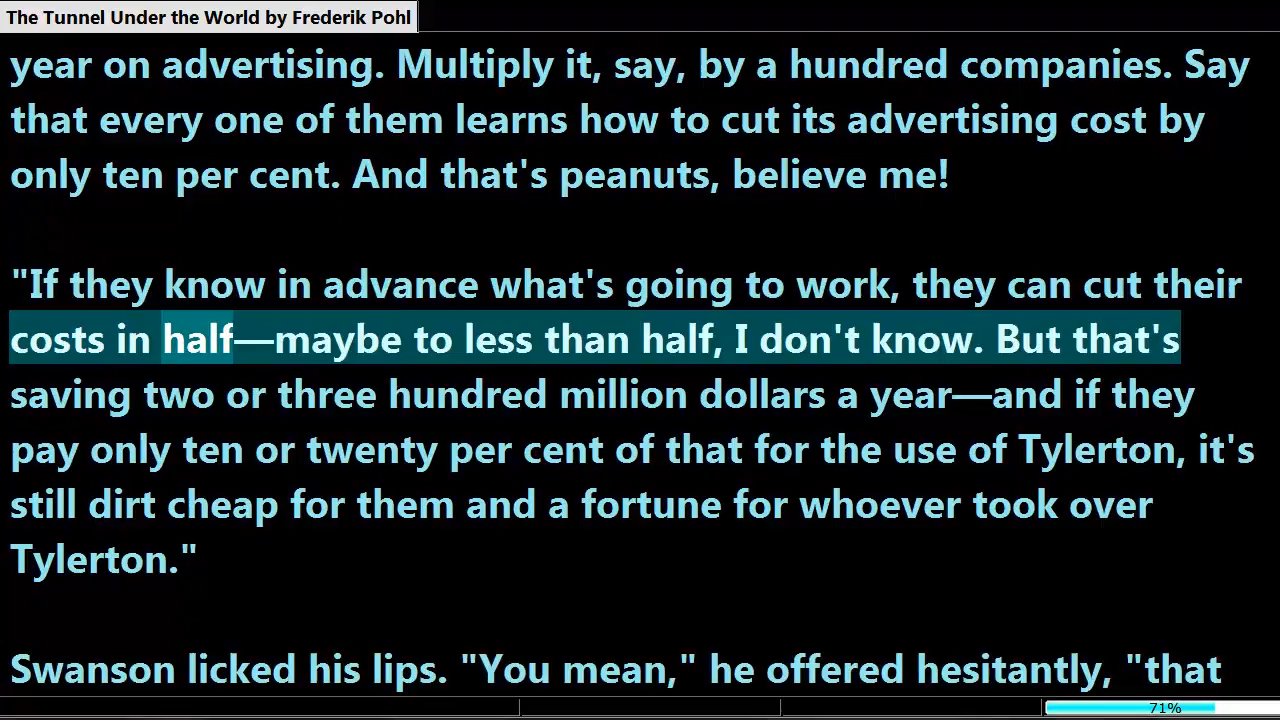 The Tunnel Under the World by Frederik Pohl
year on advertising. Multiply it, say, by a hundred companies. Say
that every one of them learns how to cut its advertising cost by
only ten per cent. And that's peanuts, believe me!
"If they know in advance what's going to work, they can cut their
costs in half—maybe to less than half, I don't know. But that's
saving two or three hundred million dollars a year—and if they
pay only ten or twenty per cent of that for the use of Tylerton, it's
still dirt cheap for them and a fortune for whoever took over
Tylerton."
Swanson licked his lips. "You mean," he offered hesitantly, "that
71%